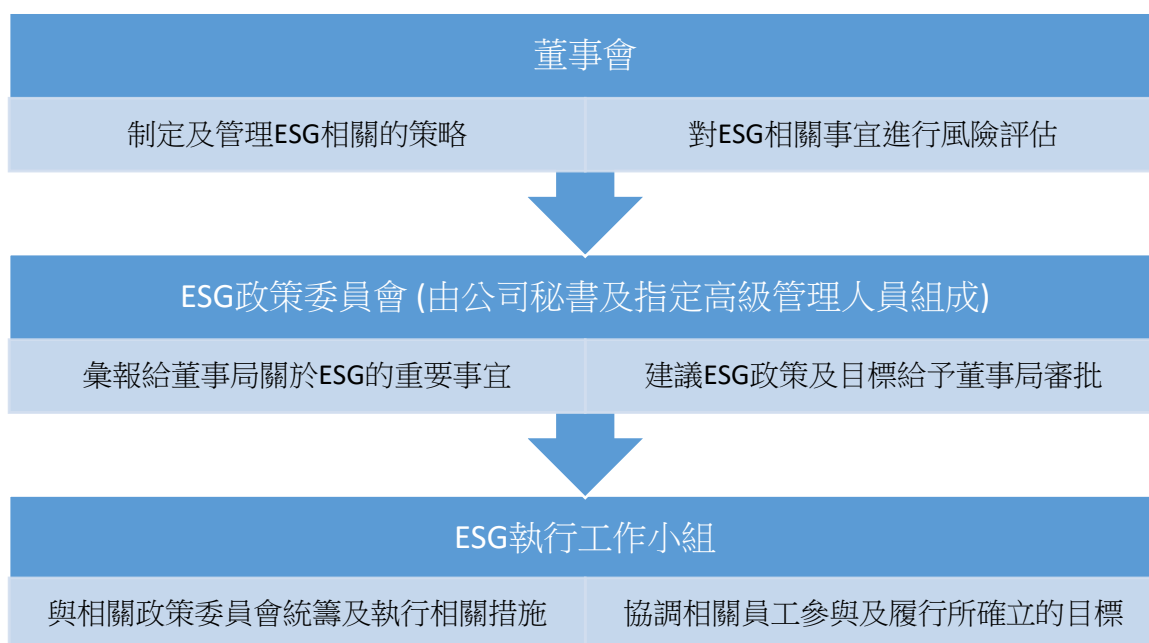 董事會
制定及管理ESG相關的策略
對ESG相關事宜進行風險評估
ESG政策委員會 (由公司秘書及指定高級管理人員組成)
彙報給董事局關於ESG的重要事宜
建議ESG政策及目標給予董事局審批
ESG執行工作小組
與相關政策委員會統籌及執行相關措施
協調相關員工參與及履行所確立的目標